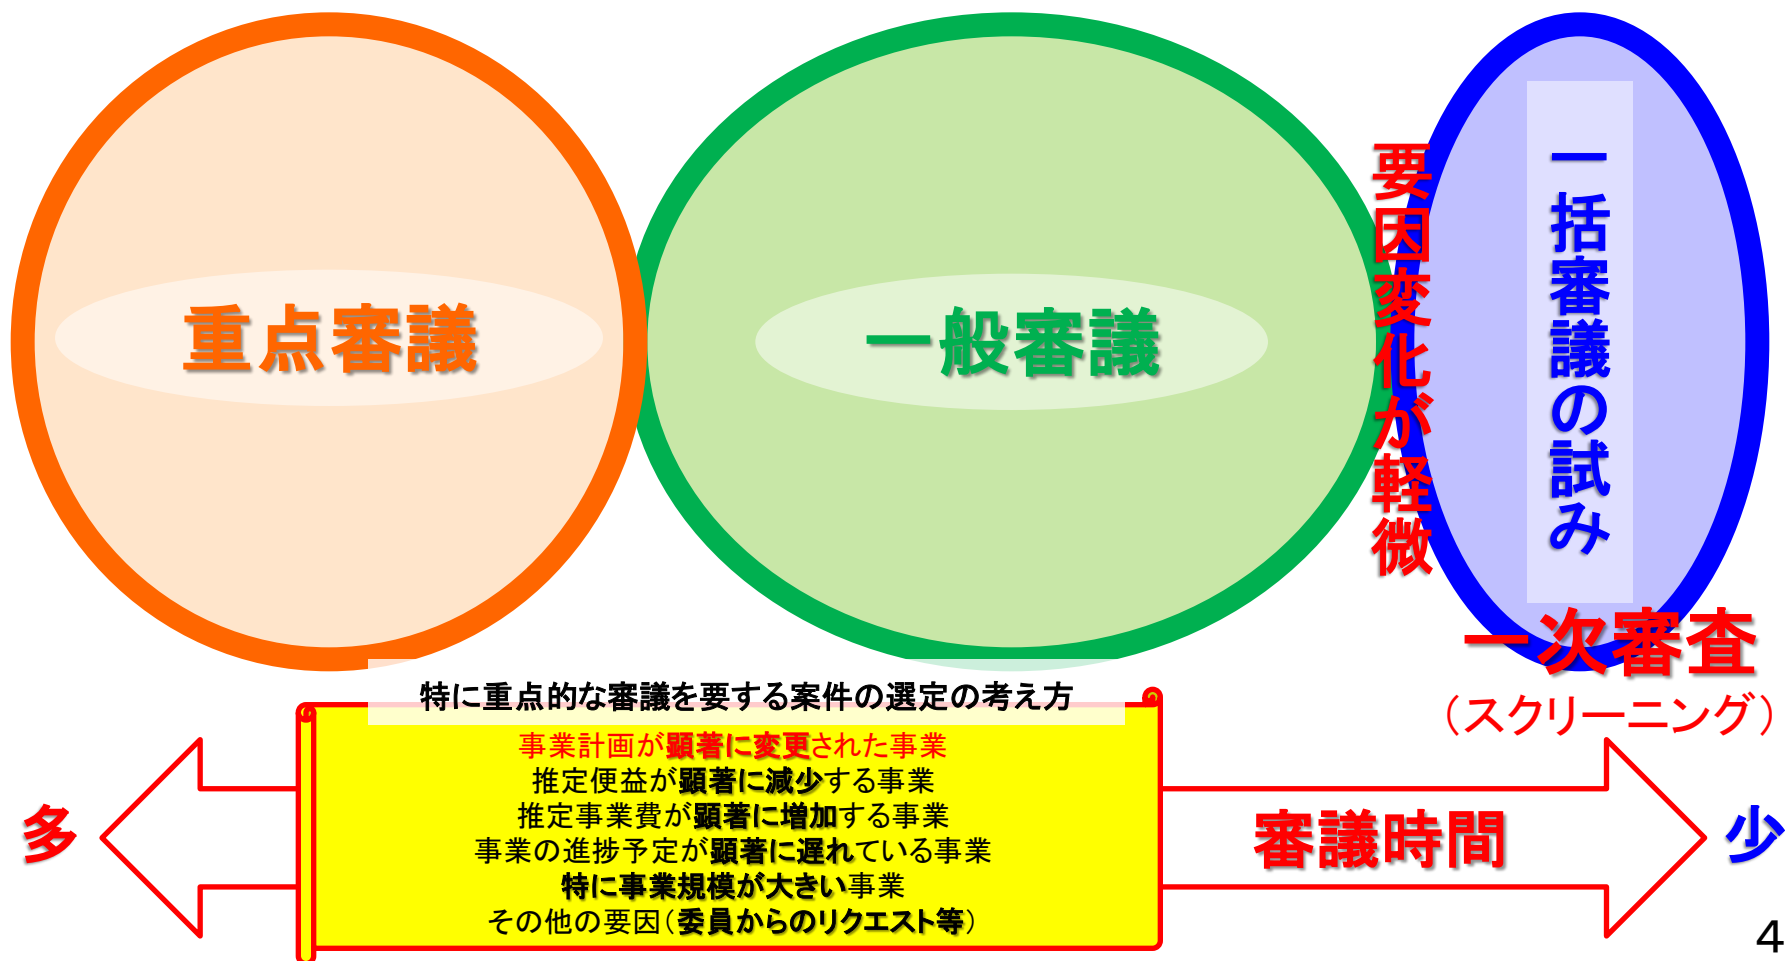 重点審議
一般審議
要因変化が軽微
一括審議の試み
一次審査
（スクリーニング）
特に重点的な審議を要する案件の選定の考え方
事業計画が顕著に変更された事業
推定便益が顕著に減少する事業
推定事業費が顕著に増加する事業
事業の進捗予定が顕著に遅れている事業
特に事業規模が大きい事業
その他の要因（委員からのリクエスト等）
多
審議時間
少
4